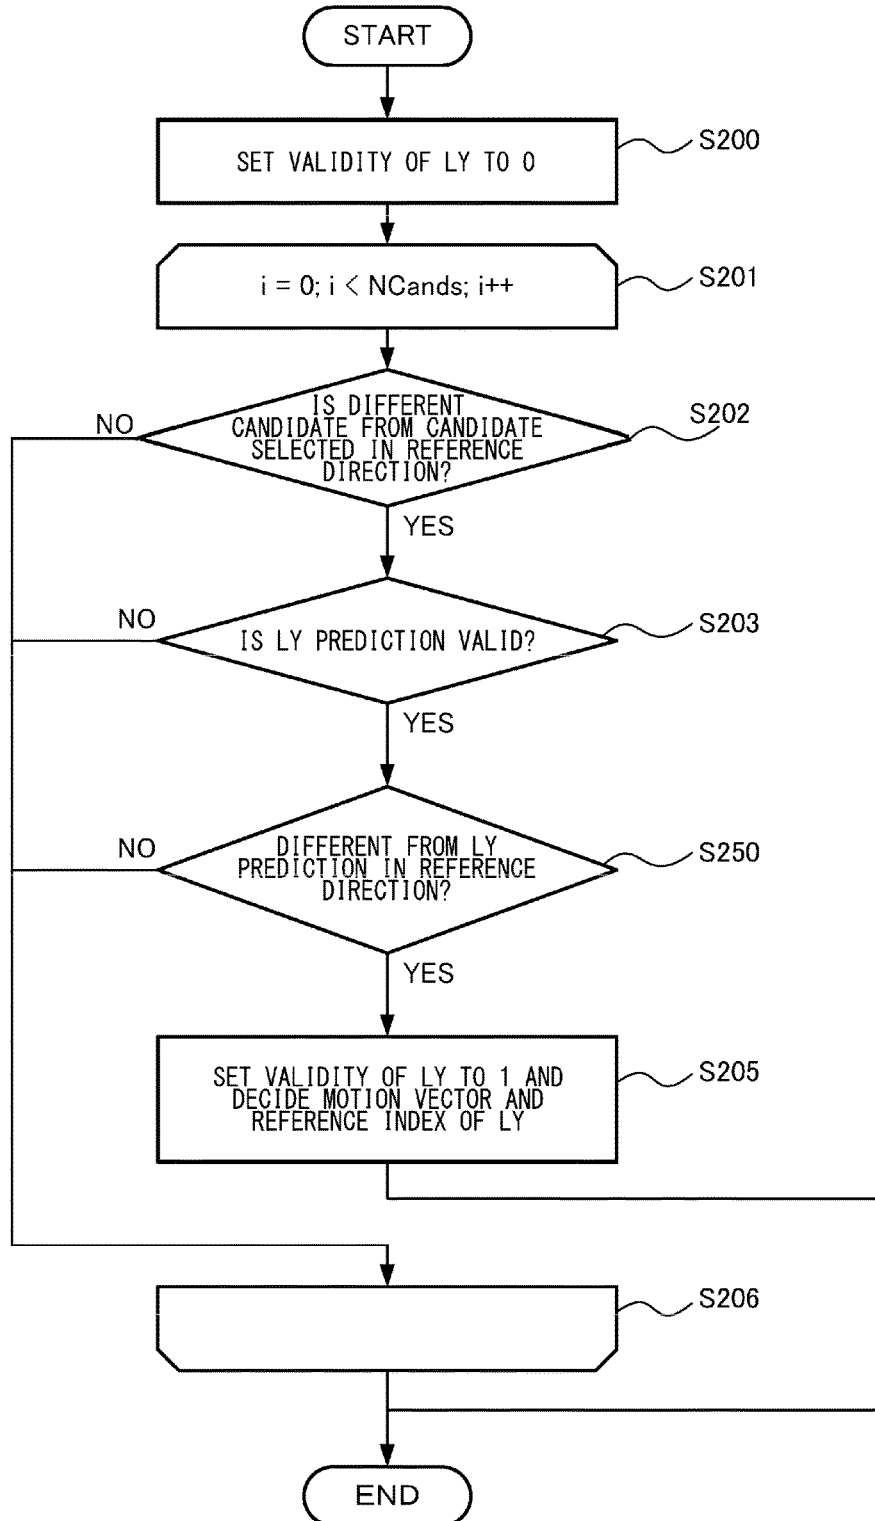 START
SET VALIDITY OF LY TO 0
S200
i = 0; i < NCands; i++
S201
IS DIFFERENT
CANDIDATE FROM CANDIDATE
SELECTED IN REFERENCE
DIRECTION?
S202
NO
YES
IS LY PREDICTION VALID?
S203
NO
YES
DIFFERENT FROM LY
PREDICTION IN REFERENCE
DIRECTION?
S250
NO
YES
SET VALIDITY OF LY TO 1 AND
DECIDE MOTION VECTOR AND
REFERENCE INDEX OF LY
S205
S206
END